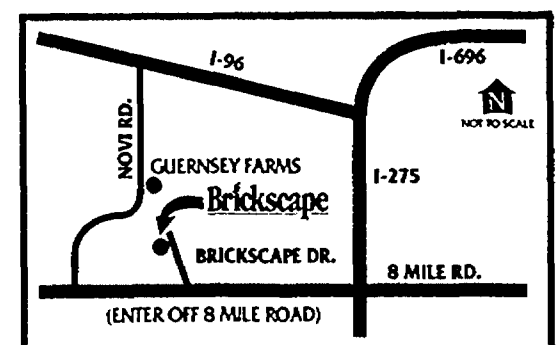 I-96
I-696
N
NOT TO SCALE
NOVI RD.
GUERNSEY FARMS
I-275
Brickscape
BRICKSCAPE DR.
8 MILE RD.
(ENTER OFF 8 MILE ROAD)